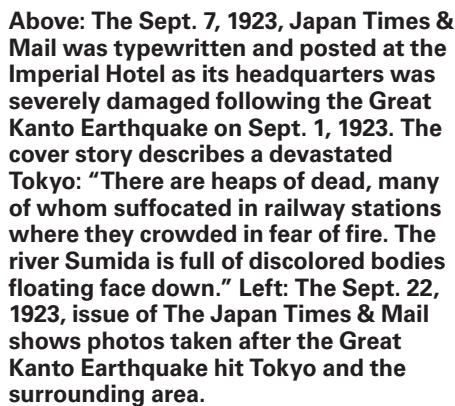 Above: The Sept. 7, 1923, Japan Times &
Mail was typewritten and posted at the
Imperial Hotel as its headquarters was
severely damaged following the Great
Kanto Earthquake on Sept. 1, 1923. The
cover story describes a devastated
Tokyo: “There are heaps of dead, many
of whom suffocated in railway stations
where they crowded in fear of fire. The
river Sumida is full of discolored bodies
floating face down.” Left: The Sept. 22,
1923, issue of The Japan Times & Mail
shows photos taken after the Great
Kanto Earthquake hit Tokyo and the
surrounding area.